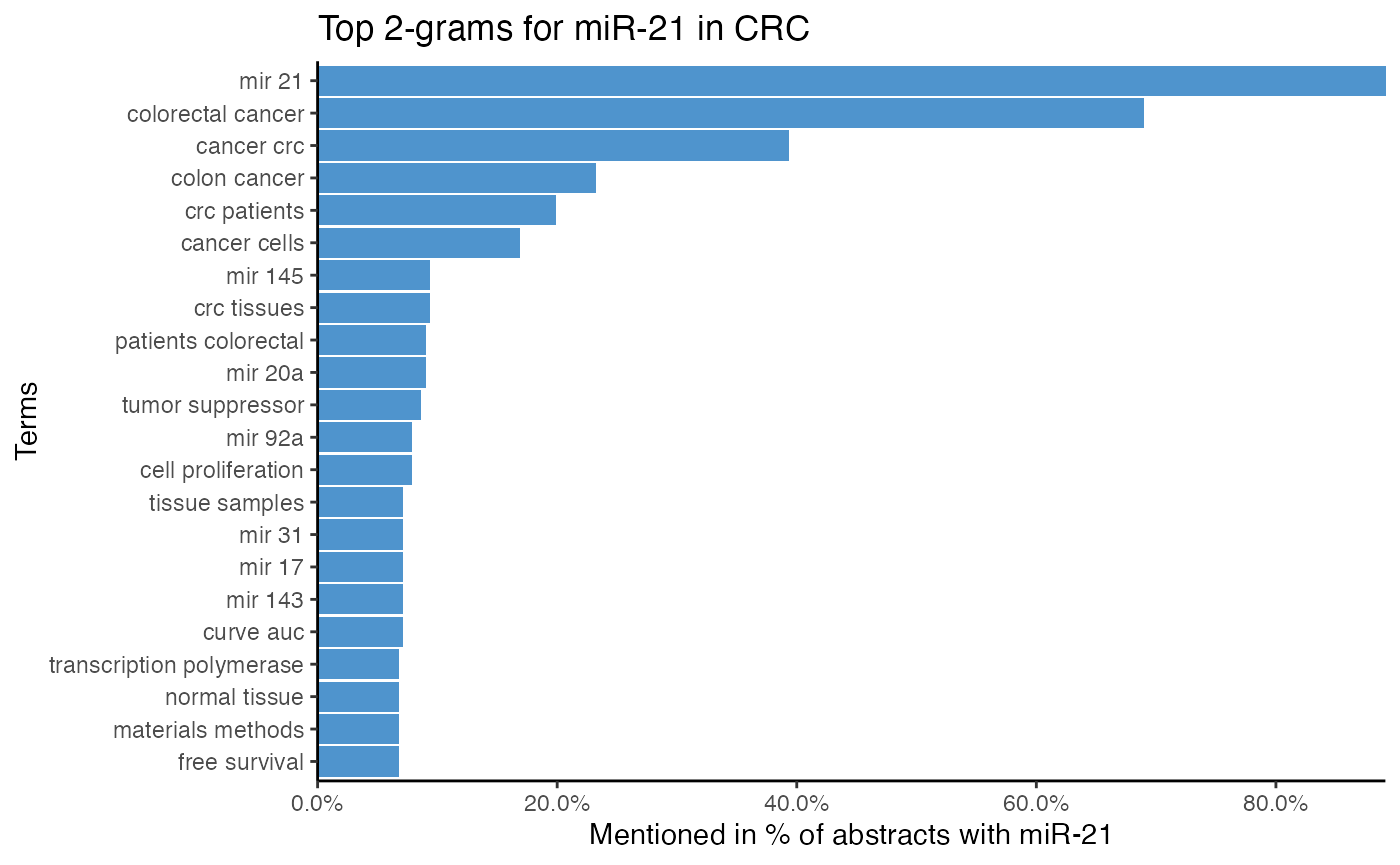 Top 2-grams for miR-21 in CRC
mir 21
colorectal cancer
cancer crc
colon cancer
crc patients
cancer cells
mir 145
crc tissues
patients colorectal
mir 20a
tumor suppressor
mir 92a
cell proliferation
tissue samples
mir 31
mir 17
mir 143
curve auc
transcription polymerase
normal tissue
materials methods
free survival
Terms
0.0% 20.0% 40.0% 60.0% 80.0%
Mentioned in % of abstracts with miR-21